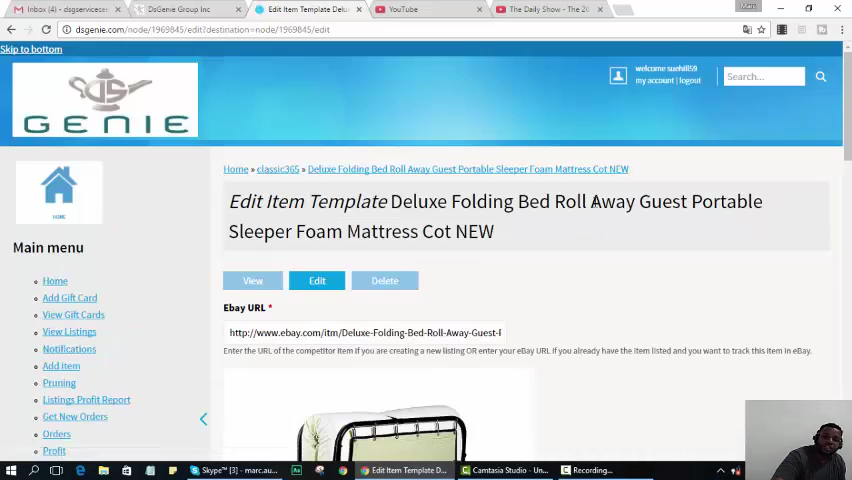 Inbox (4) - dsgservicese
DsGenie Group Inc
Edit Item Template Delu
YouTube
The Daily Show - The 2
Marc
dsgenie.com/node/1969845/edit?destination=node/1969845/edit
Skip to bottom
DS
GENIE
welcome suehill59
my account | logout
Search...
HOME
Main menu
Home
Add Gift Card
View Gift Cards
View Listings
Notifications
Add Item
Pruning
Listings Profit Report
Get New Orders
Orders
Profit
Home » classic365 » Deluxe Folding Bed Roll Away Guest Portable Sleeper Foam Mattress Cot NEW
Edit Item Template Deluxe Folding Bed Roll Away Guest Portable
Sleeper Foam Mattress Cot NEW
View
Edit
Delete
Ebay URL *
http://www.ebay.com/itm/Deluxe-Folding-Bed-Roll-Away-Guest-F
Enter the URL of the competitor item if you are creating a new listing OR enter your eBay URL if you already have the item listed and you want to track this item in eBay.
Skype™ [3] - marc.au...
Edit Item Template D...
Camtasia Studio - Un...
Recording...